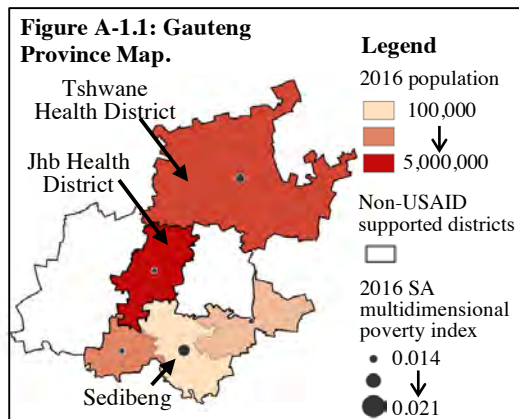 Figure A-1.1: Gauteng
Province Map.
Tshwane
Health District
Jhb Health
District
Sedibeng
Legend
2016 population
100,000
5,000,000
Non-USAID
supported districts
2016 SA
multidimensional
poverty index
0.014
0.021